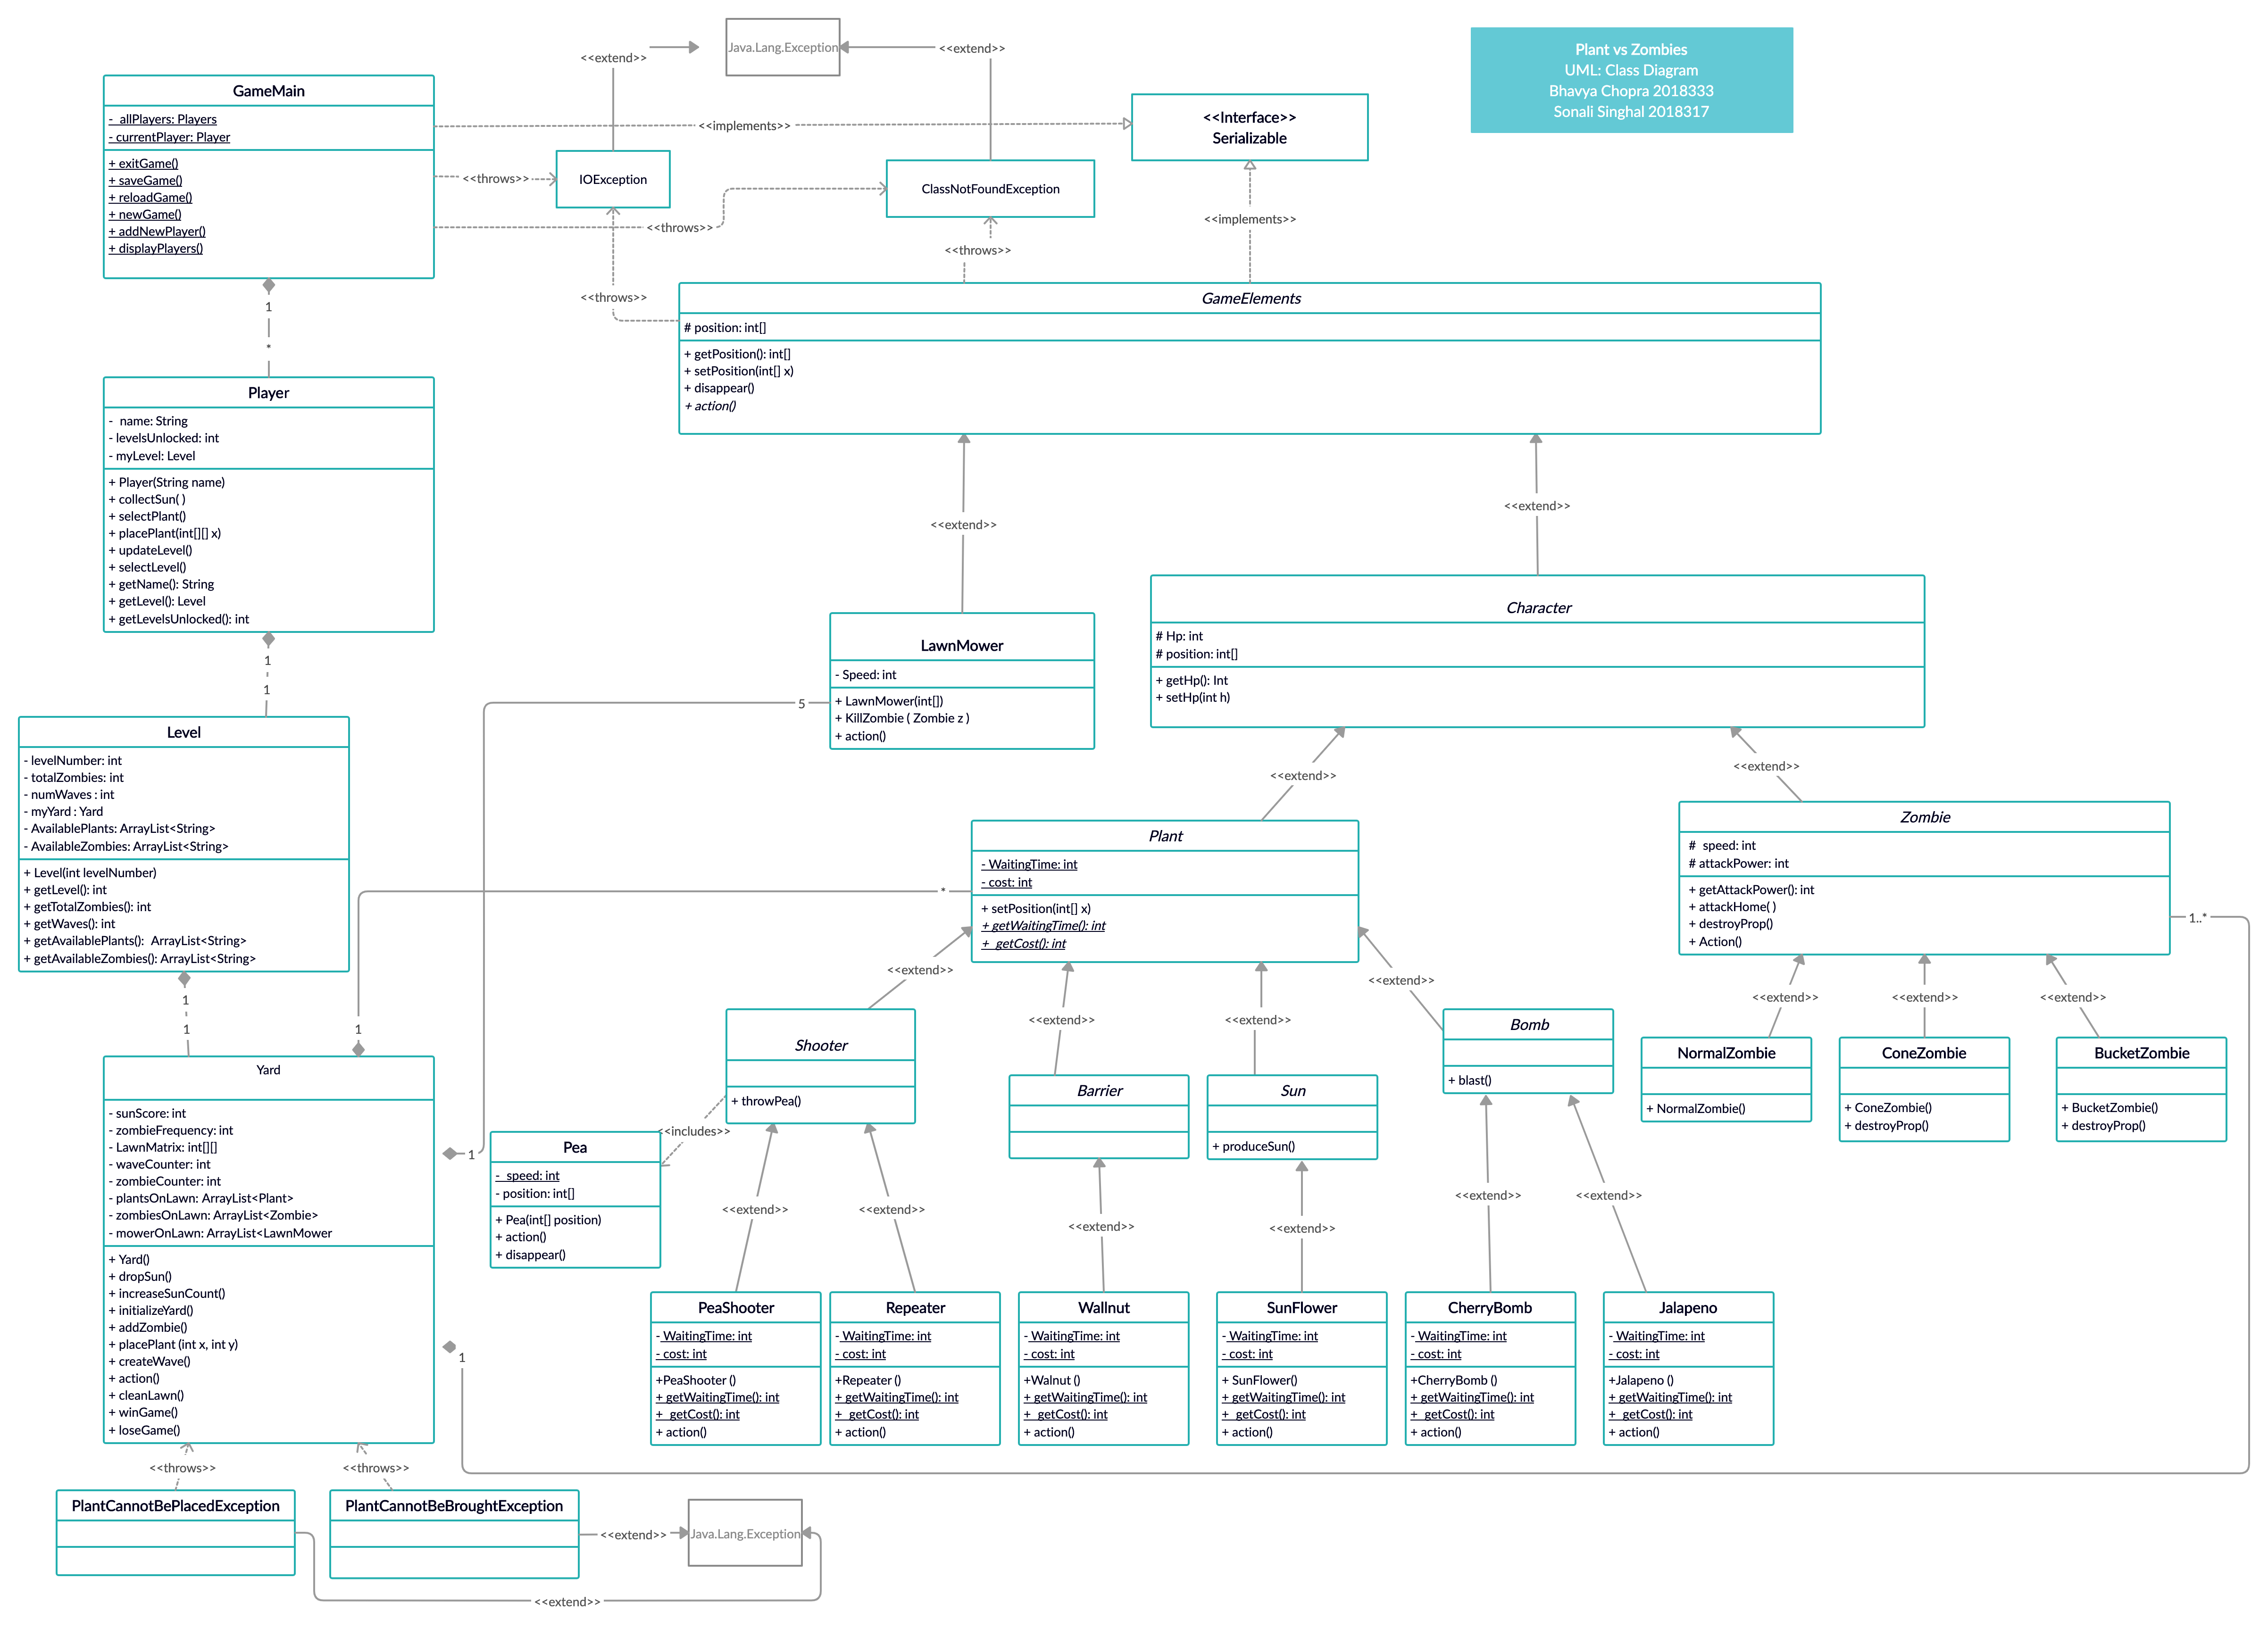 Java.Lang.Exception
<<extend>>
<<extend>>
Plant vs Zombies
UML: Class Diagram
Bhavya Chopra 2018333
Sonali Singhal 2018317
GameMain
- allPlayers: Players
- currentPlayer: Player
+ exitGame()
+ saveGame()
+ reloadGame()
+ newGame()
+ addNewPlayer()
+ displayPlayers()
<<implements>>
<<Interface>>
Serializable
<<throws>>
IOException
ClassNotFoundException
<<throws>>
<<throws>>
<<implements>>
<<throws>>
1
*
GameElements
# position: int[]
+ getPosition(): int[]
+ setPosition(int[] x)
+ disappear()
+ action()
Player
- name: String
- levelsUnlocked: int
- myLevel: Level
+ Player(String name)
+ collectSun( )
+ selectPlant()
+ placePlant(int[][] x)
+ updateLevel()
+ selectLevel()
+ getName(): String
+ getLevel(): Level
+ getLevelsUnlocked(): int
<<extend>>
<<extend>>
1
1
LawnMower
- Speed: int
+ LawnMower(int[])
+ KillZombie ( Zombie z )
+ action()
5
Character
# Hp: int
# position: int[]
+ getHp(): Int
+ setHp(int h)
<<extend>>
<<extend>>
Level
- levelNumber: int
- totalZombies: int
- numWaves : int
- myYard : Yard
- AvailablePlants: ArrayList<String>
- AvailableZombies: ArrayList<String>
+ Level(int levelNumber)
+ getLevel(): int
+ getTotalZombies(): int
+ getWaves(): int
+ getAvailablePlants(): ArrayList<String>
+ getAvailableZombies(): ArrayList<String>
*
Plant
- WaitingTime: int
- cost: int
+ setPosition(int[] x)
+ getWaitingTime(): int
+ getCost(): int
Zombie
# speed: int
# attackPower: int
+ getAttackPower(): int
+ attackHome( )
+ destroyProp()
+ Action()
1..*
1
1
1
<<extend>>
<<extend>>
<<extend>>
<<extend>>
<<extend>>
<<extend>>
<<extend>>
Shooter
+ throwPea()
Barrier
Sun
+ produceSun()
Bomb
+ blast()
NormalZombie
+ NormalZombie()
ConeZombie
+ ConeZombie()
+ destroyProp()
BucketZombie
+ BucketZombie()
+ destroyProp()
Yard
- sunScore: int
- zombieFrequency: int
- LawnMatrix: int[][]
- waveCounter: int
- zombieCounter: int
- plantsOnLawn: ArrayList<Plant>
- zombiesOnLawn: ArrayList<Zombie>
- mowerOnLawn: ArrayList<LawnMower
+ Yard()
+ dropSun()
+ increaseSunCount()
+ initializeYard()
+ addZombie()
+ placePlant (int x, int y)
+ createWave()
+ action()
+ cleanLawn()
+ winGame()
+ loseGame()
1
1
<<includes>>
Pea
- speed: int
- position: int[]
+ Pea(int[] position)
+ action()
+ disappear()
<<extend>>
<<extend>>
<<extend>>
<<extend>>
<<extend>>
<<extend>>
PeaShooter
- WaitingTime: int
- cost: int
+PeaShooter ()
+ getWaitingTime(): int
+ getCost(): int
+ action()
Repeater
- WaitingTime: int
- cost: int
+Repeater ()
+ getWaitingTime(): int
+ getCost(): int
+ action()
Wallnut
- WaitingTime: int
- cost: int
+Walnut ()
+ getWaitingTime(): int
+ getCost(): int
+ action()
SunFlower
- WaitingTime: int
- cost: int
+ SunFlower()
+ getWaitingTime(): int
+ getCost(): int
+ action()
CherryBomb
- WaitingTime: int
- cost: int
+CherryBomb ()
+ getWaitingTime(): int
+ getCost(): int
+ action()
Jalapeno
- WaitingTime: int
- cost: int
+Jalapeno ()
+ getWaitingTime(): int
+ getCost(): int
+ action()
<<throws>>
<<throws>>
PlantCannotBePlacedException
PlantCannotBeBroughtException
<<extend>>
Java.Lang.Exception
<<extend>>